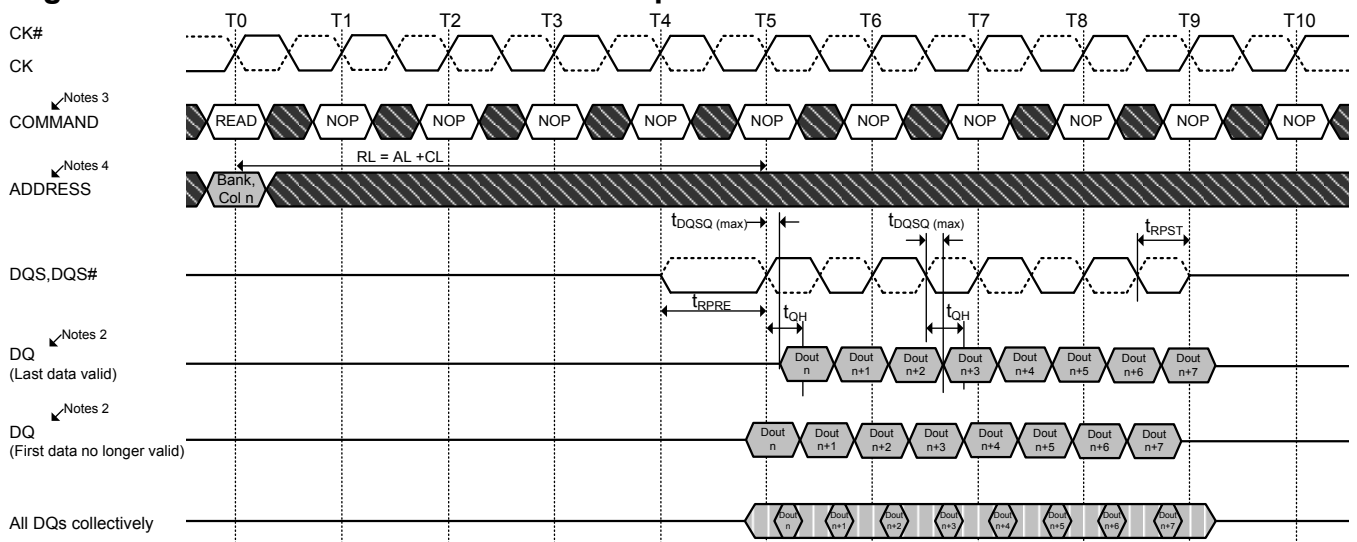 T0 T1 T2 T3 T4 T5 T6 T7 T8 T9 T10
CK#
CK
Notes 3
COMMAND
READ NOP NOP NOP NOP NOP NOP NOP NOP NOP NOP
RL = AL +CL
Notes 4
ADDRESS
Bank,
Col n
tDQSQ (max) tDQSQ (max) tRPST
DQS,DQS#
tRPRE tQH tQH
Notes 2
DQ
(Last data valid)
Dout Dout Dout Dout Dout Dout Dout Dout
n n+1 n+2 n+3 n+4 n+5 n+6 n+7
Notes 2
DQ
(First data no longer valid)
Dout Dout Dout Dout Dout Dout Dout Dout
n n+1 n+2 n+3 n+4 n+5 n+6 n+7
All DQs collectively
Dout Dout Dout Dout Dout Dout Dout Dout
n n+1 n+2 n+3 n+4 n+5 n+6 n+7